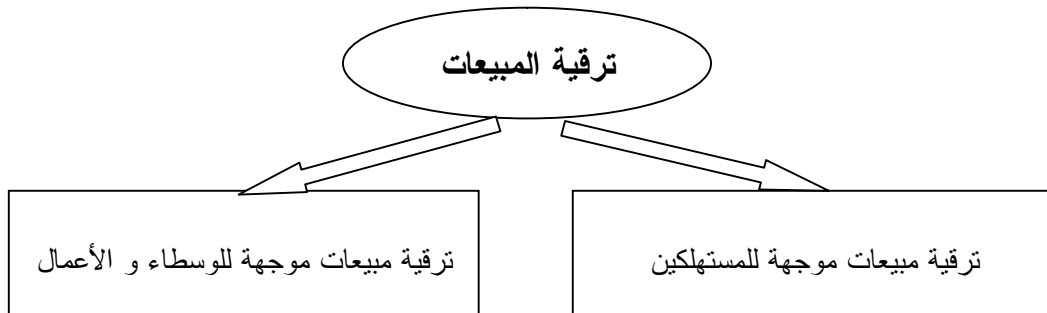 ترقية المبيعات
ترقية مبيعات موجهة للمستهلكين
ترقية مبيعات موجهة للوسطاء و الأعمال